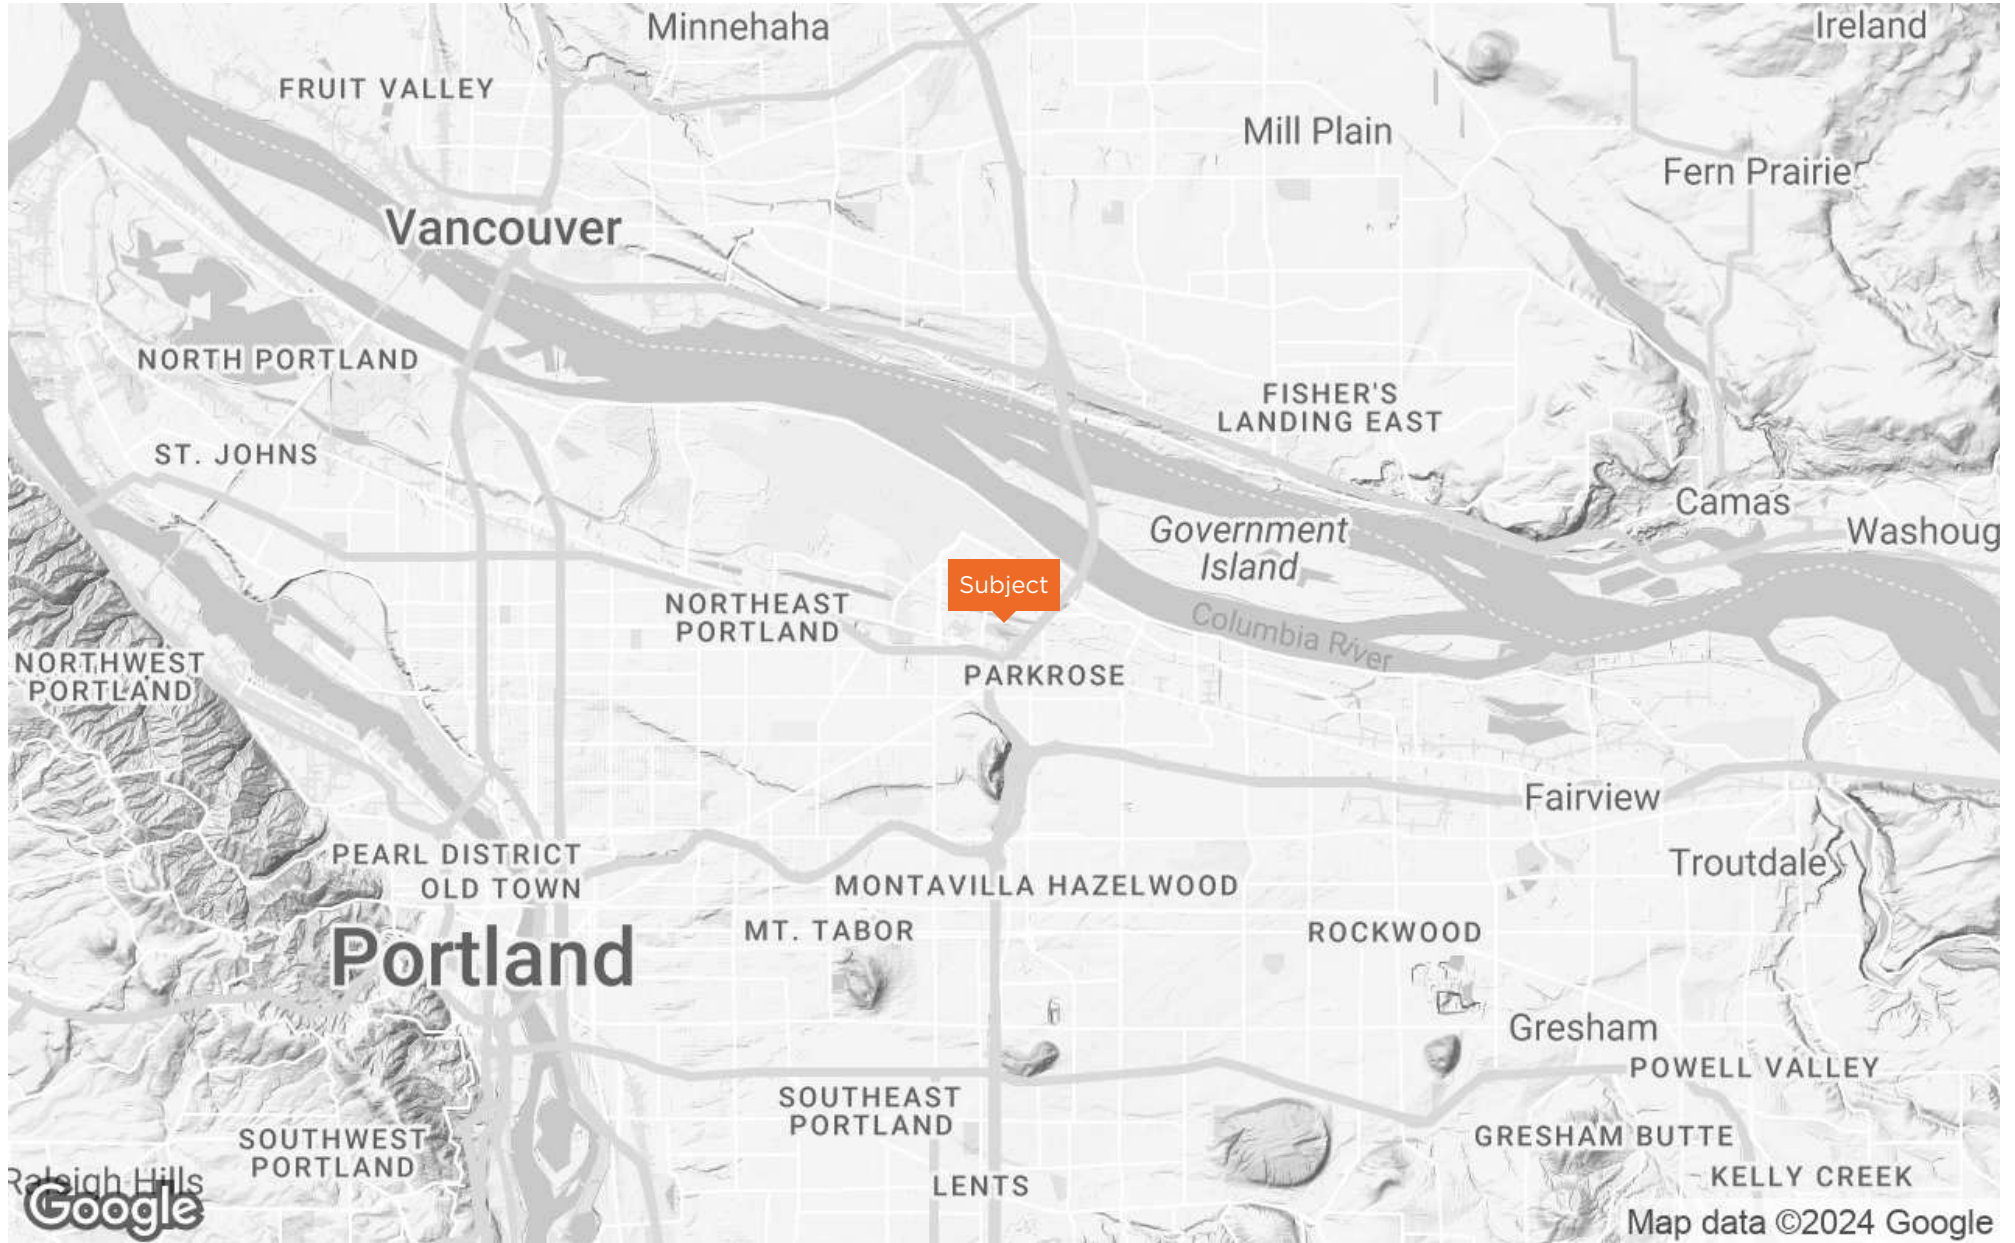 Minnehaha
Ireland
FRUIT VALLEY
Mill Plain
Fern Prairie
Vancouver
NORTH PORTLAND
FISHER'S
LANDING EAST
ST. JOHNS
Camas
Government
Island
Washoug
Subject
NORTHEAST
PORTLAND
Columbia River
NORTHWEST
PORTLAND
PARKROSE
Fairview
PEARL DISTRICT
OLD TOWN
Troutdale
MONTAVILLA HAZELWOOD
MT. TABOR
ROCKWOOD
Portland
Gresham
POWELL VALLEY
SOUTHEAST
PORTLAND
GRESHAM BUTTE
SOUTHWEST
PORTLAND
KELLY CREEK
Raleigh Hills
LENTS
Google
Map data ©2024 Google